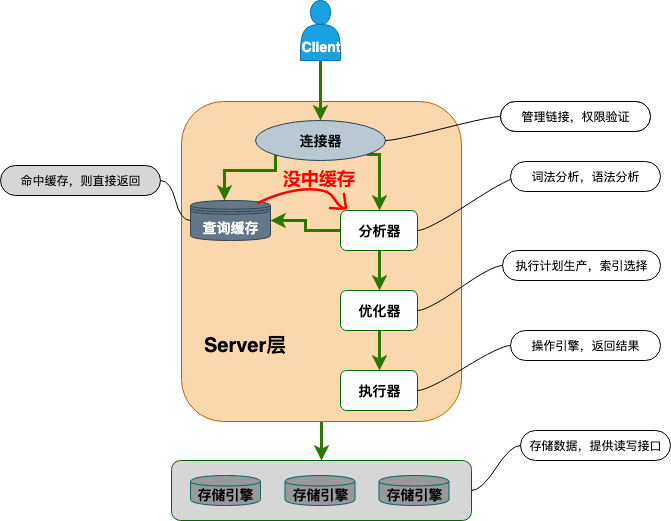 Client
连接器
管理链接，权限验证
没中缓存
命中缓存，则直接返回
词法分析，语法分析
查询缓存
分析器
执行计划生产，索引选择
优化器
Server层
操作引擎，返回结果
执行器
存储数据，提供读写接口
存储引擎
存储引擎
存储引擎